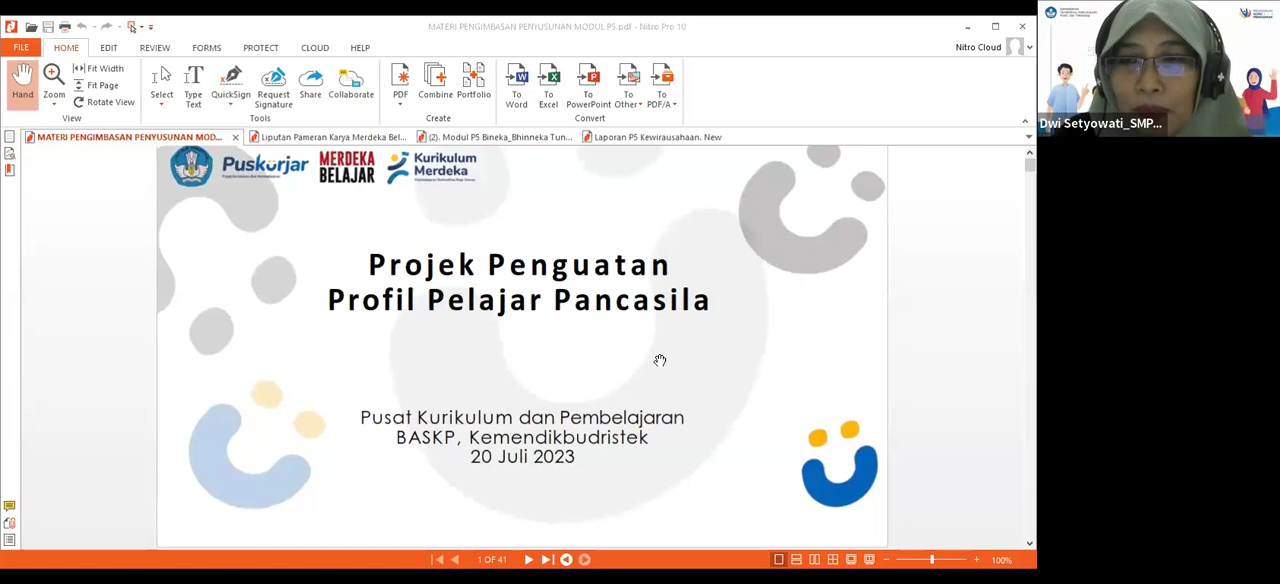 MATERI PENGIMBASAN PENYUSUNAN MODUL P5.pdf - Nitro Pro 10
FILE HOME EDIT REVIEW FORMS PROTECT CLOUD HELP
Nitro Cloud
Hand
Zoom
Fit Width
Fit Page
Rotate View
View
Select
Type Text
QuickSign
Request Signature
Share
Collaborate
Tools
PDF
Combine
Portfolio
Create
To Word
To Excel
To PowerPoint
To Other
To PDF/A
Convert
MATERI PENGIMBASAN PENYUSUNAN MOD...
Liputan Pameran Karya Merdeka Bel...
(2). Modul P5 Bineka_Bhinneka Tun...
Laporan P5 Kewirausahaan. New
Puskurjar
MERDEKA BELAJAR
Kurikulum Merdeka
Projek Penguatan
Profil Pelajar Pancasila
Pusat Kurikulum dan Pembelajaran
BASKP, Kemendikbudristek
20 Juli 2023
1 OF 41
100%
Dwi Setyowati_SMP...